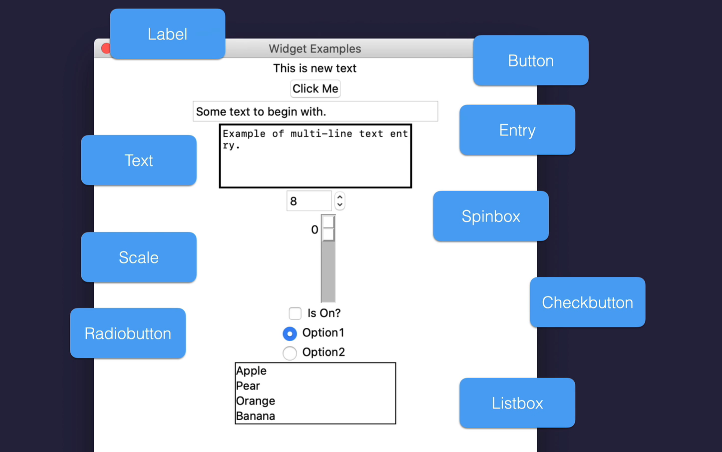 Label
Widget Examples
This is new text
Button
Click Me
Some text to begin with.
Entry
Example of multi-line text ent
ry.
Text
8
Spinbox
0
Scale
Checkbutton
Is On?
Radiobutton
Option1
Option2
Apple
Pear
Orange
Banana
Listbox